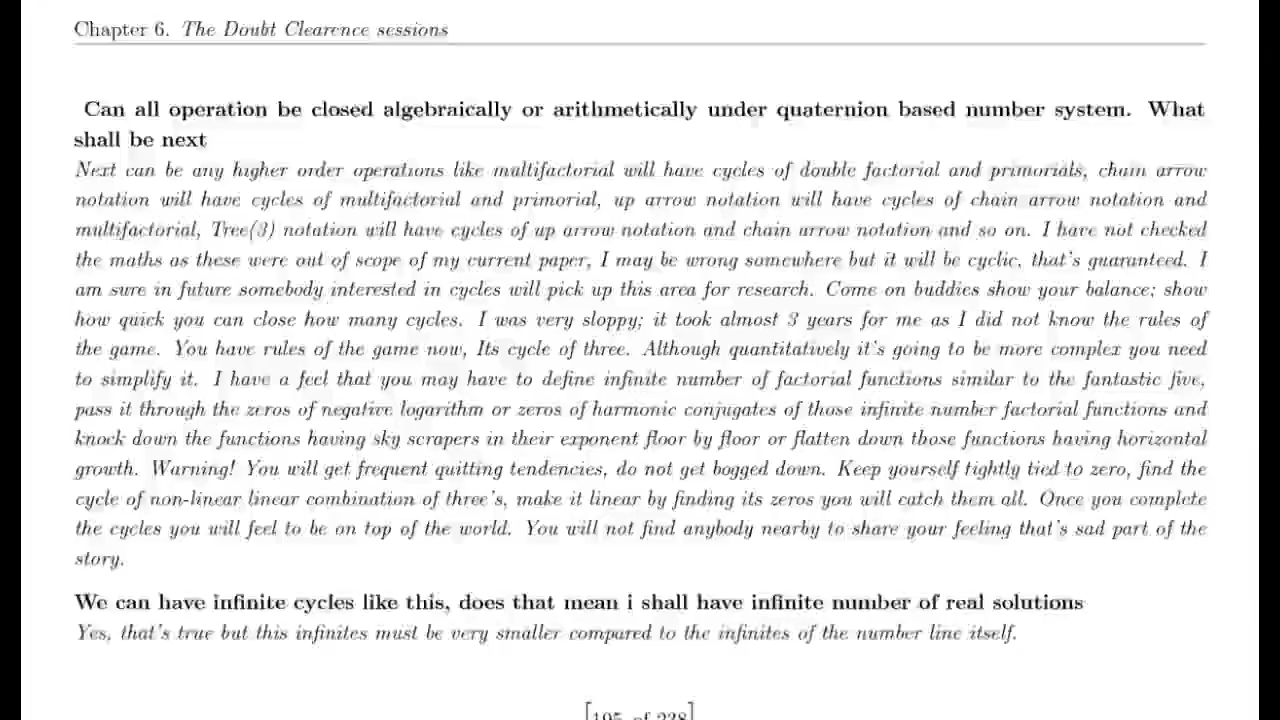 Chapter 6. The Doubt Clearence sessions
Can all operation be closed algebraically or arithmetically under quaternion based number system. What
shall be next
Next can be any higher order operations like multifactorial will have cycles of double factorial and primorials, chain arrow
notation will have cycles of multifactorial and primorial, up arrow notation will have cycles of chain arrow notation and
multifactorial, Tree(3) notation will have cycles of up arrow notation and chain arrow notation and so on. I have not checked
the maths as these were out of scope of my current paper, I may be wrong somewhere but it will be cyclic, that's guaranteed. I
am sure in future somebody interested in cycles will pick up this area for research. Come on buddies show your balance; show
how quick you can close how many cycles. I was very sloppy; it took almost 3 years for me as I did not know the rules of
the game. You have rules of the game now, Its cycle of three. Although quantitatively it's going to be more complex you need
to simplify it. I have a feel that you may have to define infinite number of factorial functions similar to the fantastic five,
pass it through the zeros of negative logarithm or zeros of harmonic conjugates of those infinite number factorial functions and
knock down the functions having sky scrapers in their exponent floor by floor or flatten down those functions having horizontal
growth. Warning! You will get frequent quitting tendencies, do not get bogged down. Keep yourself tightly tied to zero, find the
cycle of non-linear linear combination of three's, make it linear by finding its zeros you will catch them all. Once you complete
the cycles you will feel to be on top of the world. You will not find anybody nearby to share your feeling that's sad part of the
story.
We can have infinite cycles like this, does that mean i shall have infinite number of real solutions
Yes, that's true but this infinites must be very smaller compared to the infinites of the number line itself.
[195 of 238]